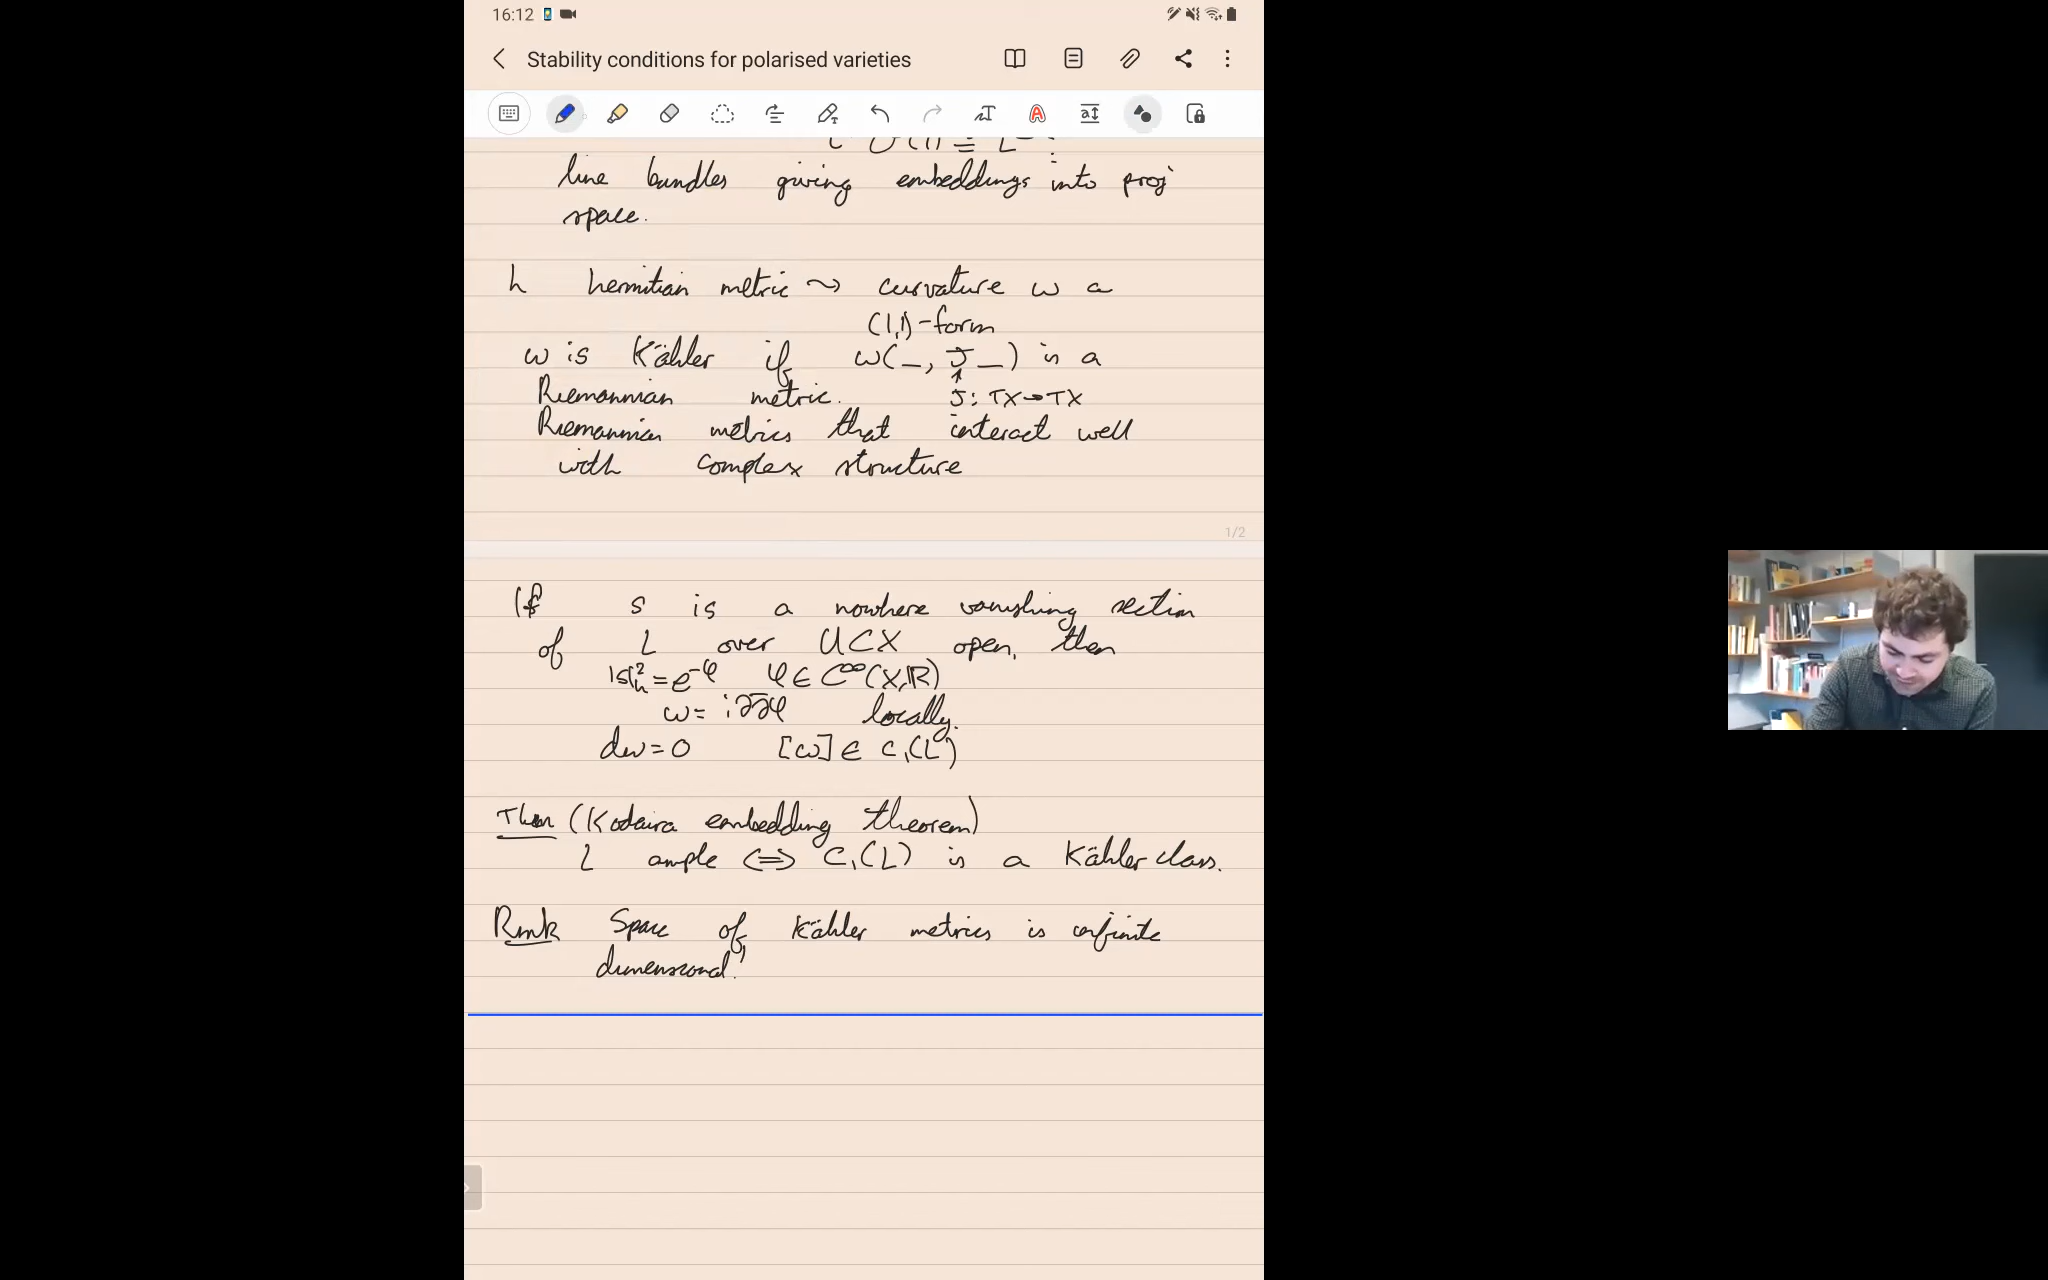 16:12
Stability conditions for polarised varieties
line bundles giving embeddings into proj
space.
h hermitian metric ⇝ curvature ω a
(1,1)-form
ω is Kähler if ω(_, J_) is a
Riemannian metric. J: TX→TX
Riemannian metrics that interact well
with complex structure
1/2
If s is a nowhere vanishing section
of L over U⊂X open, then
|s|²ₕ = e^{-φ} φ ∈ C^∞(X,ℝ)
ω = i∂∂̄φ locally.
dω = 0 [ω] ∈ c₁(L)
Thm (Kodaira embedding theorem)
L ample ⟺ c₁(L) is a Kähler class.
Rmk Space of Kähler metrics is infinite
dimensional!